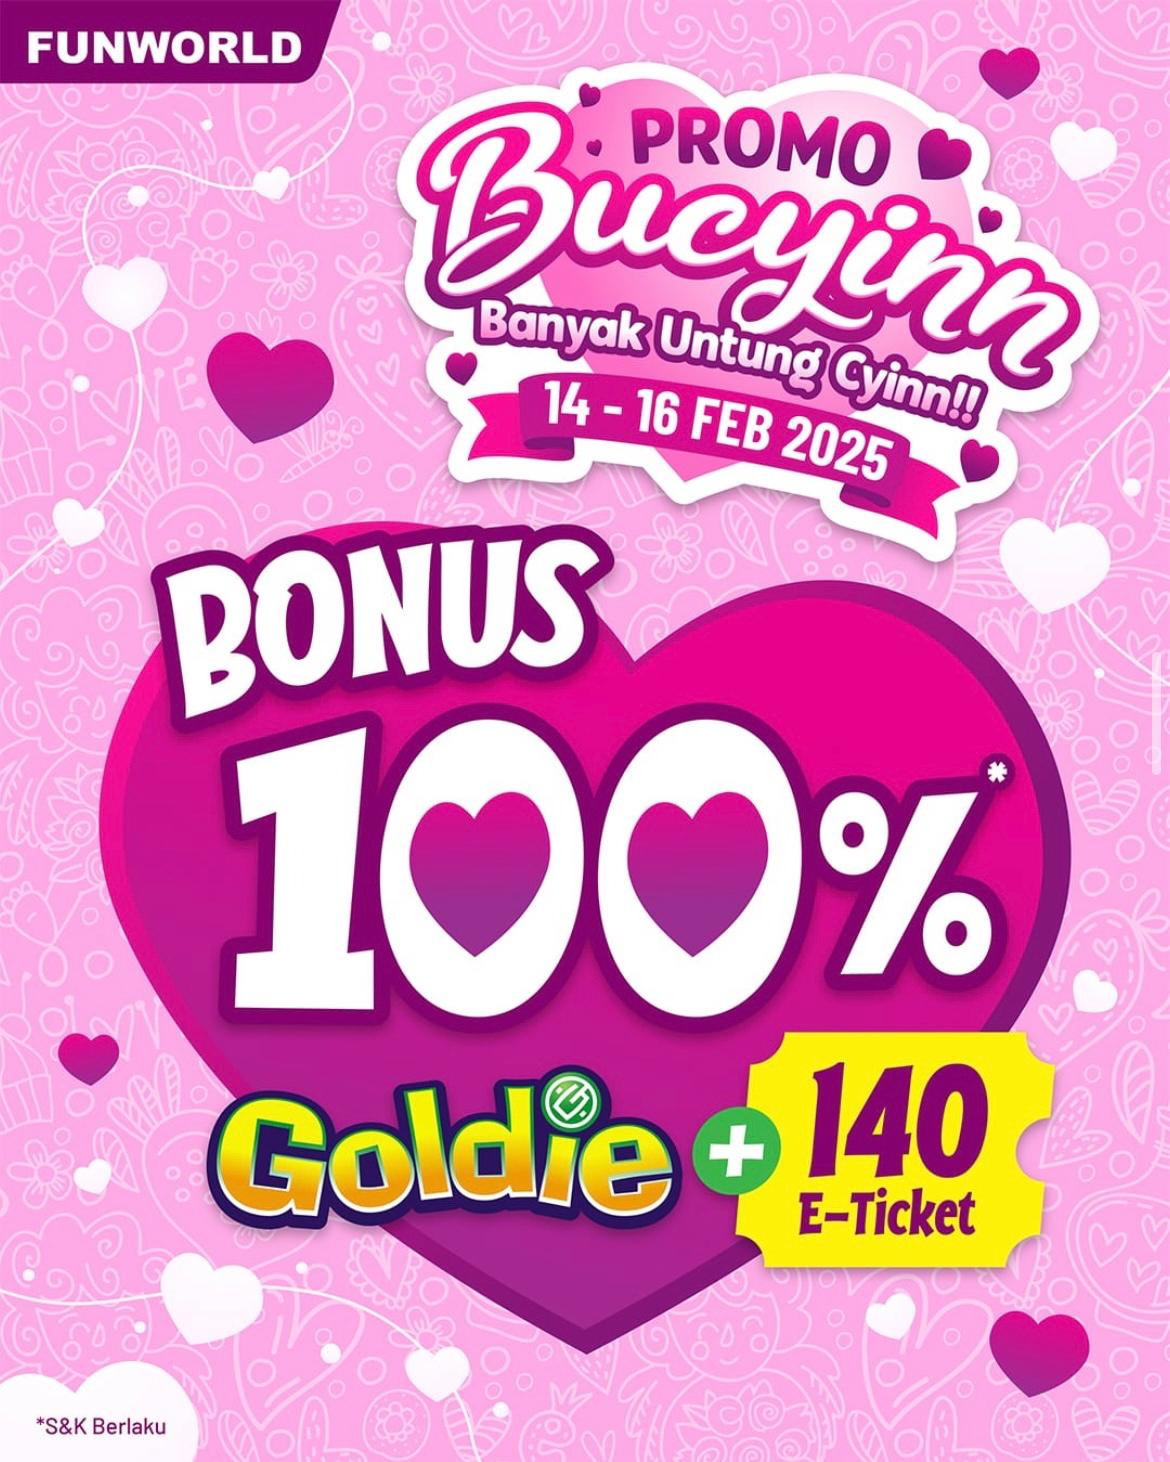 FUNWORLD
PROMO
Bucyinn
Banyak Untung Cyinn!!
14 - 16 FEB 2025
BONUS
100%*
Goldie + 140
E-Ticket
*S&K Berlaku